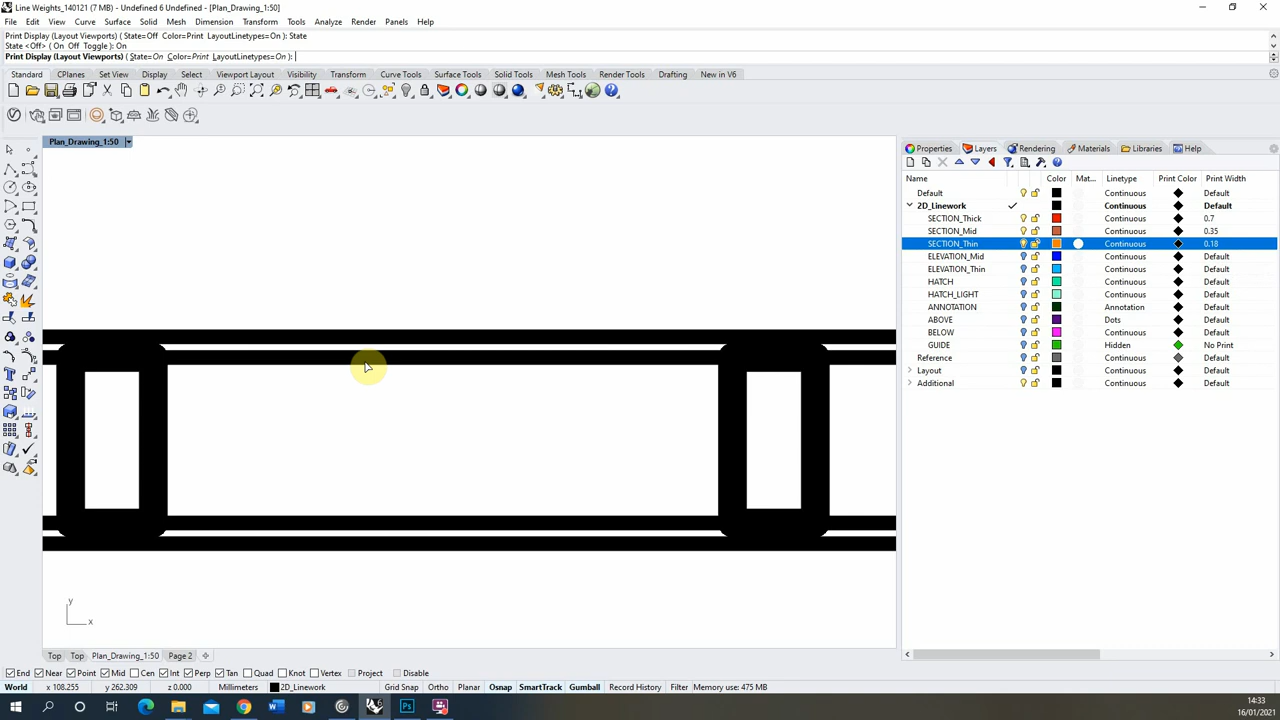 Line Weights_140121 (7 MB) - Undefined 6 Undefined - [Plan_Drawing_1:50]
File Edit View Curve Surface Solid Mesh Dimension Transform Tools Analyze Render Panels Help
Print Display (Layout Viewports) ( State=Off Color=Print LayoutLinetypes=On ): State
State <Off> ( On Off Toggle ): On
Print Display (Layout Viewports) ( State=On Color=Print LayoutLinetypes=On ):
Standard CPlanes Set View Display Select Viewport Layout Visibility Transform Curve Tools Surface Tools Solid Tools Mesh Tools Render Tools Drafting New in V6
Plan_Drawing_1:50
Properties Layers Rendering Materials Libraries Help
Name Color Mat... Linetype Print Color Print Width
Default Continuous Default
2D_Linework Continuous Default
SECTION_Thick Continuous 0.7
SECTION_Mid Continuous 0.35
SECTION_Thin Continuous 0.18
ELEVATION_Mid Continuous Default
ELEVATION_Thin Continuous Default
HATCH Continuous Default
HATCH_LIGHT Continuous Default
ANNOTATION Annotation Default
ABOVE Dots Default
BELOW Continuous Default
GUIDE Hidden No Print
Reference Continuous Default
Layout Continuous Default
Additional Continuous Default
y
x
Top Top Plan_Drawing_1:50 Page 2
End Near Point Mid Cen Int Perp Tan Quad Knot Vertex Project Disable
World x 108.255 y 262.309 z 0.000 Millimeters 2D_Linework Grid Snap Ortho Planar Osnap SmartTrack Gumball Record History Filter Memory use: 475 MB
14:33
16/01/2021